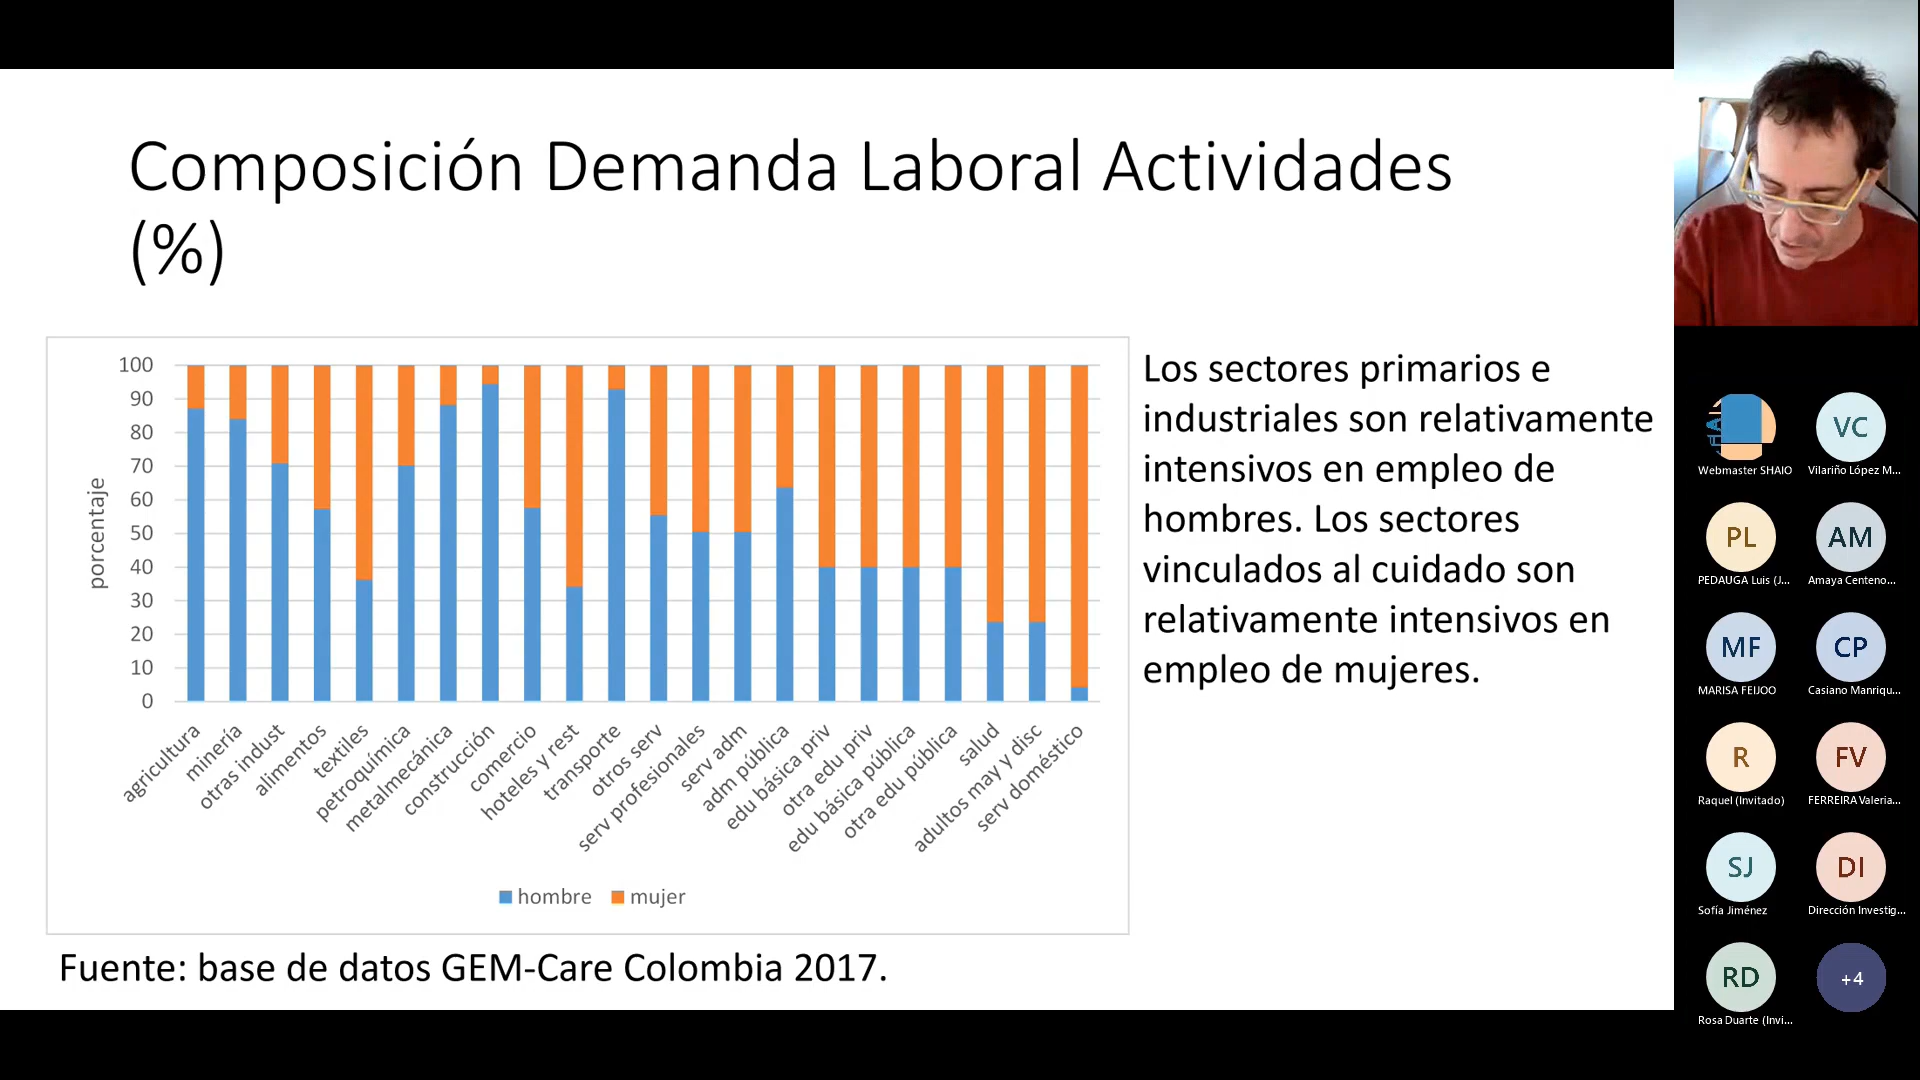 Composición Demanda Laboral Actividades
(%)
100
90
80
70
60
50
40
30
20
10
0
porcentaje
agricultura
minería
otras indust
alimentos
textiles
petroquímica
metalmecánica
construcción
comercio
hoteles y rest
transporte
otros serv
serv profesionales
serv adm
adm pública
edu básica priv
otra edu priv
edu básica pública
otra edu pública
salud
adultos may y disc
serv doméstico
hombre
mujer
Los sectores primarios e
industriales son relativamente
intensivos en empleo de
hombres. Los sectores
vinculados al cuidado son
relativamente intensivos en
empleo de mujeres.
Fuente: base de datos GEM-Care Colombia 2017.
Webmaster SHAIO
VC
Vilariño López M...
PL
PEDAUGA Luis (J...
AM
Amaya Centeno...
MF
MARISA FEIJOO
CP
Casiano Manriqu...
R
Raquel (Invitado)
FV
FERREIRA Valeria...
SJ
Sofía Jiménez
DI
Dirección Investig...
RD
Rosa Duarte (Invi...
+4